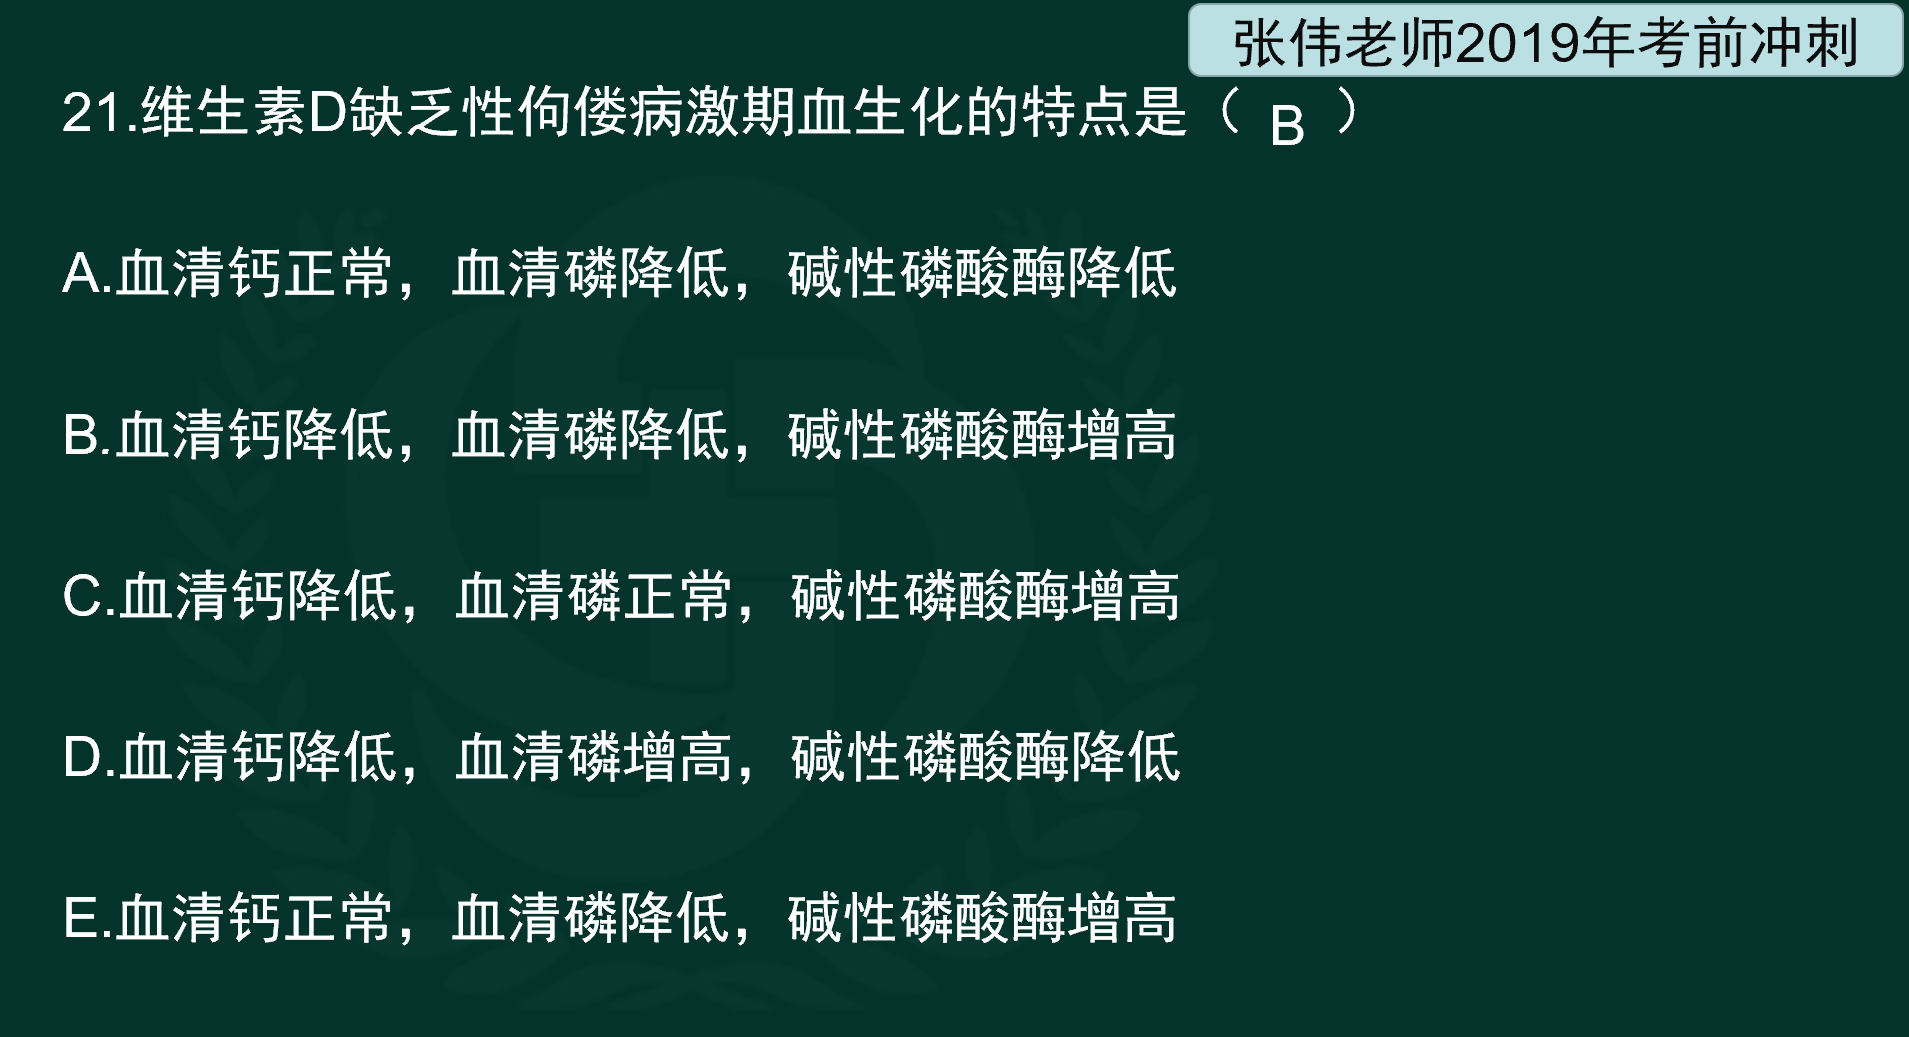 张伟老师2019年考前冲刺
21.维生素D缺乏性佝偻病激期血生化的特点是（ B ）
A.血清钙正常，血清磷降低，碱性磷酸酶降低
B.血清钙降低，血清磷降低，碱性磷酸酶增高
C.血清钙降低，血清磷正常，碱性磷酸酶增高
D.血清钙降低，血清磷增高，碱性磷酸酶降低
E.血清钙正常，血清磷降低，碱性磷酸酶增高